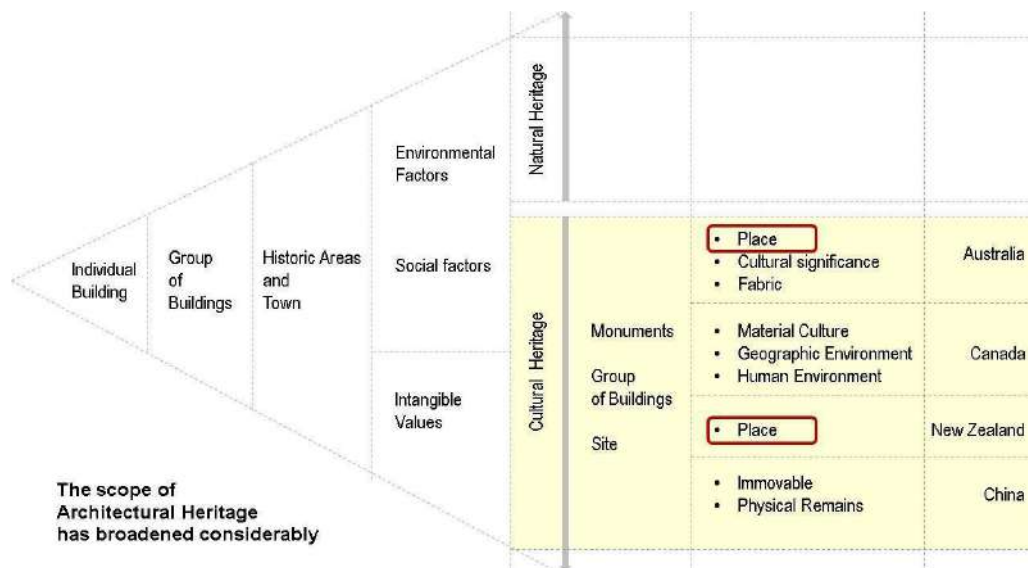 Individual
Building
Group
of
Buildings
Historic Areas
and
Town
Environmental
Factors
Social factors
Intangible
Values
Natural Heritage
Cultural Heritage
Monuments
Group
of Buildings
Site
• Place
• Cultural significance
• Fabric
Australia
• Material Culture
• Geographic Environment
• Human Environment
Canada
• Place
New Zealand
• Immovable
• Physical Remains
China
The scope of
Architectural Heritage
has broadened considerably